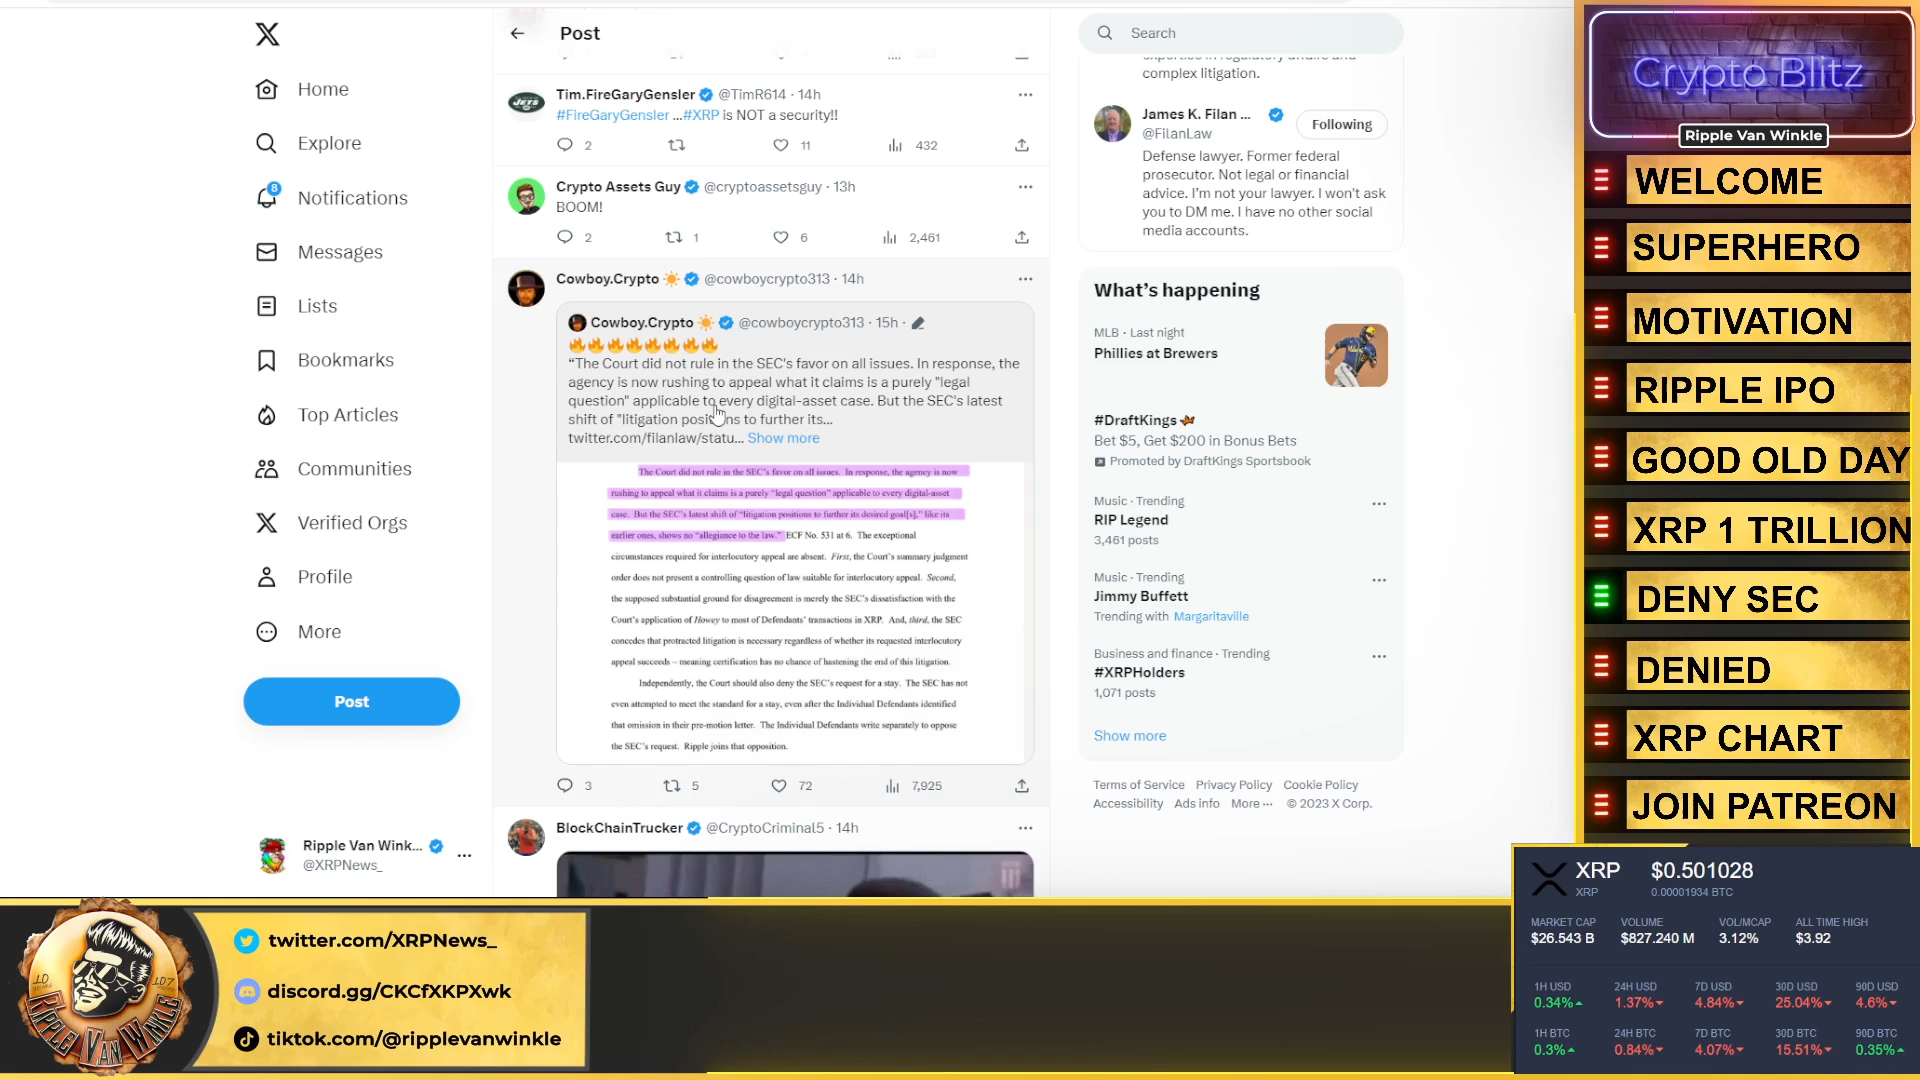 Home
Explore
8
Notifications
Messages
Lists
Bookmarks
Top Articles
Communities
Verified Orgs
Profile
More
Post
Ripple Van Wink...
@XRPNews_
Post
Tim.FireGaryGensler @TimR614 · 14h
#FireGaryGensler ...#XRP is NOT a security!!
2 11 432
Crypto Assets Guy @cryptoassetsguy · 13h
BOOM!
2 1 6 2,461
Cowboy.Crypto @cowboycrypto313 · 14h
Cowboy.Crypto @cowboycrypto313 · 15h ·
“The Court did not rule in the SEC's favor on all issues. In response, the
agency is now rushing to appeal what it claims is a purely "legal
question" applicable to every digital-asset case. But the SEC's latest
shift of "litigation positions to further its...
twitter.com/filanlaw/statu... Show more
The Court did not rule in the SEC's favor on all issues. In response, the agency is now
rushing to appeal what it claims is a purely “legal question” applicable to every digital-asset
case. But the SEC's latest shift of “litigation positions to further its desired goal[s],” like its
earlier ones, shows no “allegiance to the law.” ECF No. 531 at 6. The exceptional
circumstances required for interlocutory appeal are absent. First, the Court's summary judgment
order does not present a controlling question of law suitable for interlocutory appeal. Second,
the supposed substantial ground for disagreement is merely the SEC's dissatisfaction with the
Court's application of Howey to most of Defendants' transactions in XRP. And, third, the SEC
concedes that protracted litigation is necessary regardless of whether its requested interlocutory
appeal succeeds – meaning certification has no chance of hastening the end of this litigation.
Independently, the Court should also deny the SEC's request for a stay. The SEC has not
even attempted to meet the standard for a stay, even after the Individual Defendants identified
that omission in their pre-motion letter. The Individual Defendants write separately to oppose
the SEC's request. Ripple joins that opposition.
3 5 72 7,925
BlockChainTrucker @CryptoCriminal5 · 14h
Search
complex litigation.
James K. Filan ...
@FilanLaw
Following
Defense lawyer. Former federal
prosecutor. Not legal or financial
advice. I'm not your lawyer. I won't ask
you to DM me. I have no other social
media accounts.
What's happening
MLB · Last night
Phillies at Brewers
#DraftKings
Bet $5, Get $200 in Bonus Bets
Promoted by DraftKings Sportsbook
Music · Trending
RIP Legend
3,461 posts
Music · Trending
Jimmy Buffett
Trending with Margaritaville
Business and finance · Trending
#XRPHolders
1,071 posts
Show more
Terms of Service Privacy Policy Cookie Policy
Accessibility Ads info More ··· © 2023 X Corp.
Crypto Blitz
Ripple Van Winkle
WELCOME
SUPERHERO
MOTIVATION
RIPPLE IPO
GOOD OLD DAY
XRP 1 TRILLION
DENY SEC
DENIED
XRP CHART
JOIN PATREON
XRP $0.501028
XRP 0.00001934 BTC
MARKET CAP VOLUME VOL/MCAP ALL TIME HIGH
$26.543 B $827.240 M 3.12% $3.92
1H USD 24H USD 7D USD 30D USD 90D USD
0.34% 1.37% 4.84% 25.04% 4.6%
1H BTC 24H BTC 7D BTC 30D BTC 90D BTC
0.3% 0.84% 4.07% 15.51% 0.35%
10 107
RIPPLE VAN WINKLE
twitter.com/XRPNews_
discord.gg/CKCfXKPXwk
tiktok.com/@ripplevanwinkle